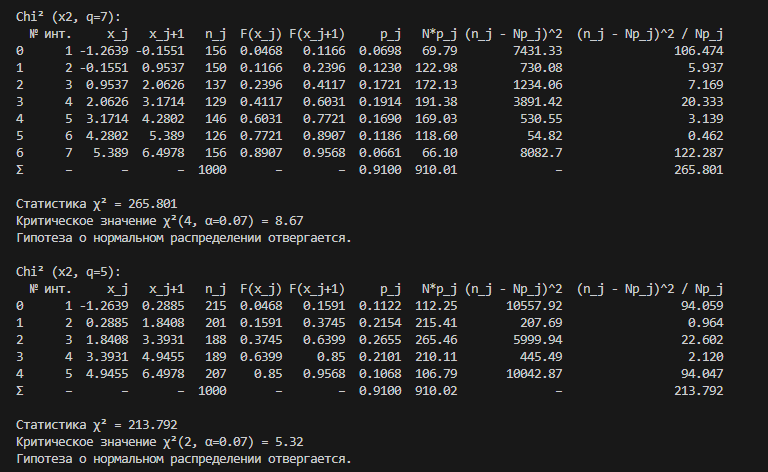 Chi² (x2, q=7):
№ инт. x_j x_j+1 n_j F(x_j) F(x_j+1) p_j N*p_j (n_j - Np_j)^2 (n_j - Np_j)^2 / Np_j
0 1 -1.2639 -0.1551 156 0.0468 0.1166 0.0698 69.79 7431.33 106.474
1 2 -0.1551 0.9537 150 0.1166 0.2396 0.1230 122.98 730.08 5.937
2 3 0.9537 2.0626 137 0.2396 0.4117 0.1721 172.13 1234.06 7.169
3 4 2.0626 3.1714 129 0.4117 0.6031 0.1914 191.38 3891.42 20.333
4 5 3.1714 4.2802 146 0.6031 0.7721 0.1690 169.03 530.55 3.139
5 6 4.2802 5.389 126 0.7721 0.8907 0.1186 118.60 54.82 0.462
6 7 5.389 6.4978 156 0.8907 0.9568 0.0661 66.10 8082.7 122.287
Σ – – 1000 – – 0.9100 910.01 – 265.801
Статистика χ² = 265.801
Критическое значение χ²(4, α=0.07) = 8.67
Гипотеза о нормальном распределении отвергается.
Chi² (x2, q=5):
№ инт. x_j x_j+1 n_j F(x_j) F(x_j+1) p_j N*p_j (n_j - Np_j)^2 (n_j - Np_j)^2 / Np_j
0 1 -1.2639 0.2885 215 0.0468 0.1591 0.1122 112.25 10557.92 94.059
1 2 0.2885 1.8408 201 0.1591 0.3745 0.2154 215.41 207.69 0.964
2 3 1.8408 3.3931 188 0.3745 0.6399 0.2655 265.46 5999.94 22.602
3 4 3.3931 4.9455 189 0.6399 0.85 0.2101 210.11 445.49 2.120
4 5 4.9455 6.4978 207 0.85 0.9568 0.1068 106.79 10042.87 94.047
Σ – – 1000 – – 0.9100 910.02 – 213.792
Статистика χ² = 213.792
Критическое значение χ²(2, α=0.07) = 5.32
Гипотеза о нормальном распределении отвергается.